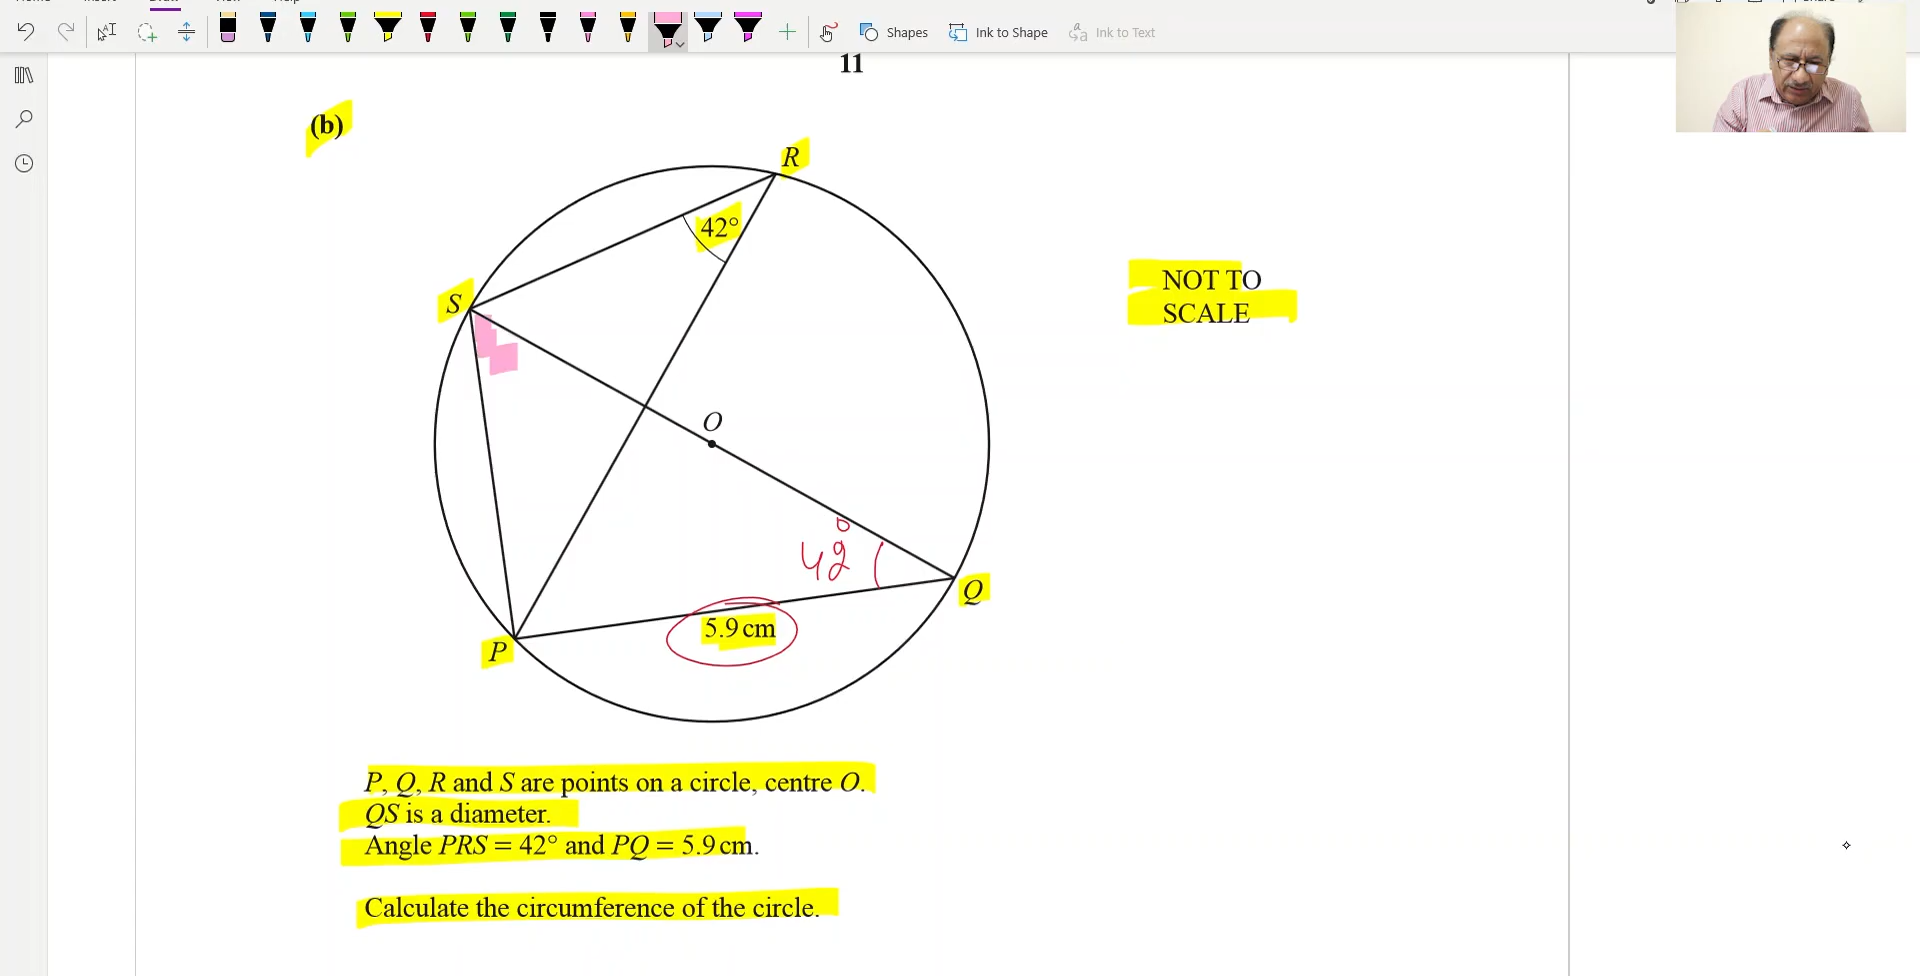 Shapes
Ink to Shape
Ink to Text
11
(b)
R
42°
S
NOT TO
SCALE
O
42°
Q
5.9 cm
P
P, Q, R and S are points on a circle, centre O.
QS is a diameter.
Angle PRS = 42° and PQ = 5.9 cm.
Calculate the circumference of the circle.